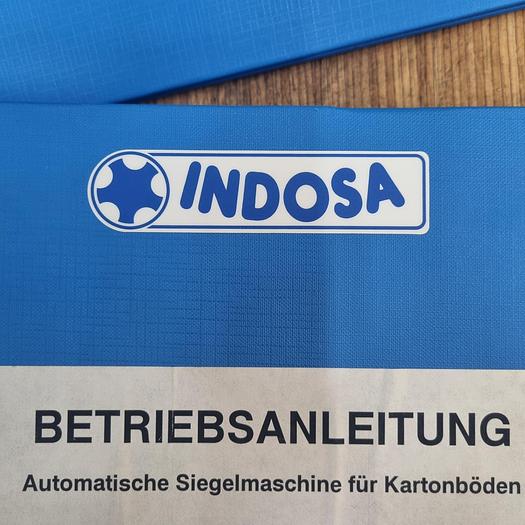 INDOSA
BETRIEBSANLEITUNG
Automatische Siegelmaschine für Kartonböden